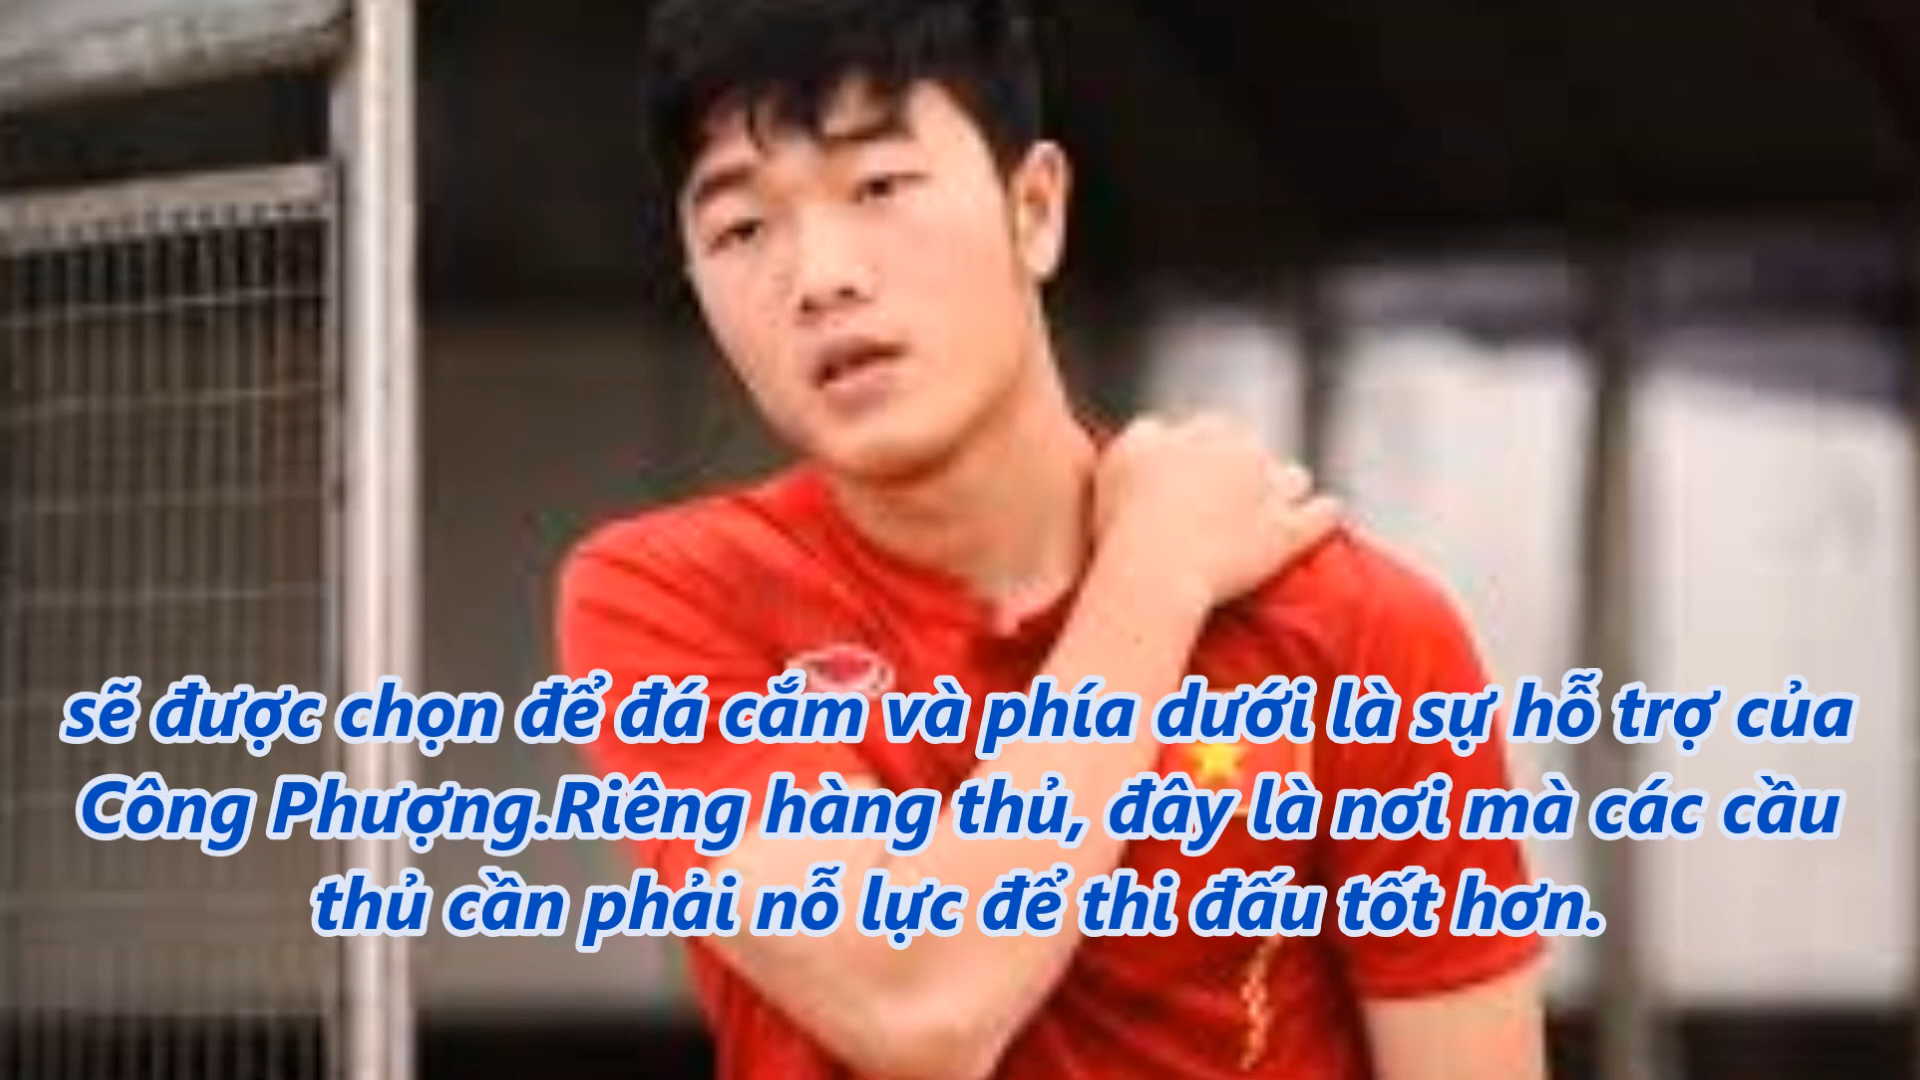 sẽ được chọn để đá cắm và phía dưới là sự hỗ trợ của
Công Phượng.Riêng hàng thủ, đây là nơi mà các cầu
thủ cần phải nỗ lực để thi đấu tốt hơn.